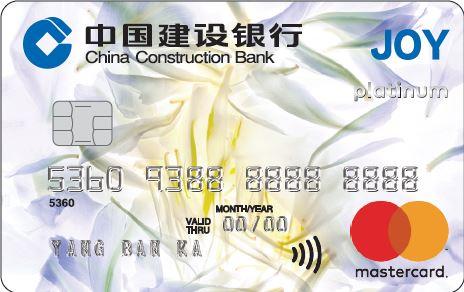 中国建设银行
China Construction Bank
JOY
platinum
5360 9388 8888 8888
5360
MONTH/YEAR
VALID THRU 00/00
YANG BAN KA
mastercard.